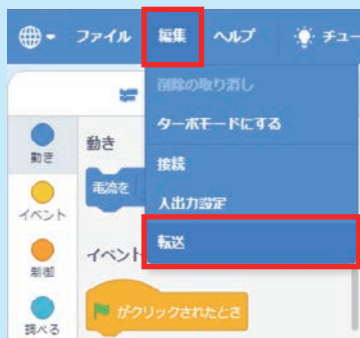 ファイル 編集 ヘルプ チュー
削除の取り消し
ターボモードにする
接続
入出力設定
転送
動き
イベント
制御
調べる
動き
電流を
イベント
がクリックされたとき